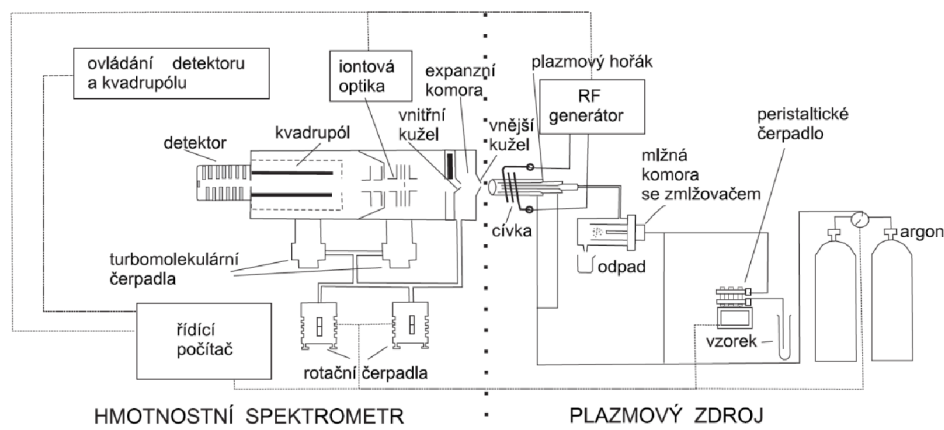 ovládání detektoru
a kvadrupólu
iontová
optika
expanzní
komora
plazmový hořák
RF
generátor
peristaltické
čerpadlo
vnitřní
kužel
vnější
kužel
detektor
kvadrupól
mlžná
komora
se zmlžovačem
cívka
argon
odpad
turbomolekulární
čerpadla
řídící
počítač
rotační čerpadla
vzorek
HMOTNOSTNÍ SPEKTROMETR
PLAZMOVÝ ZDROJ